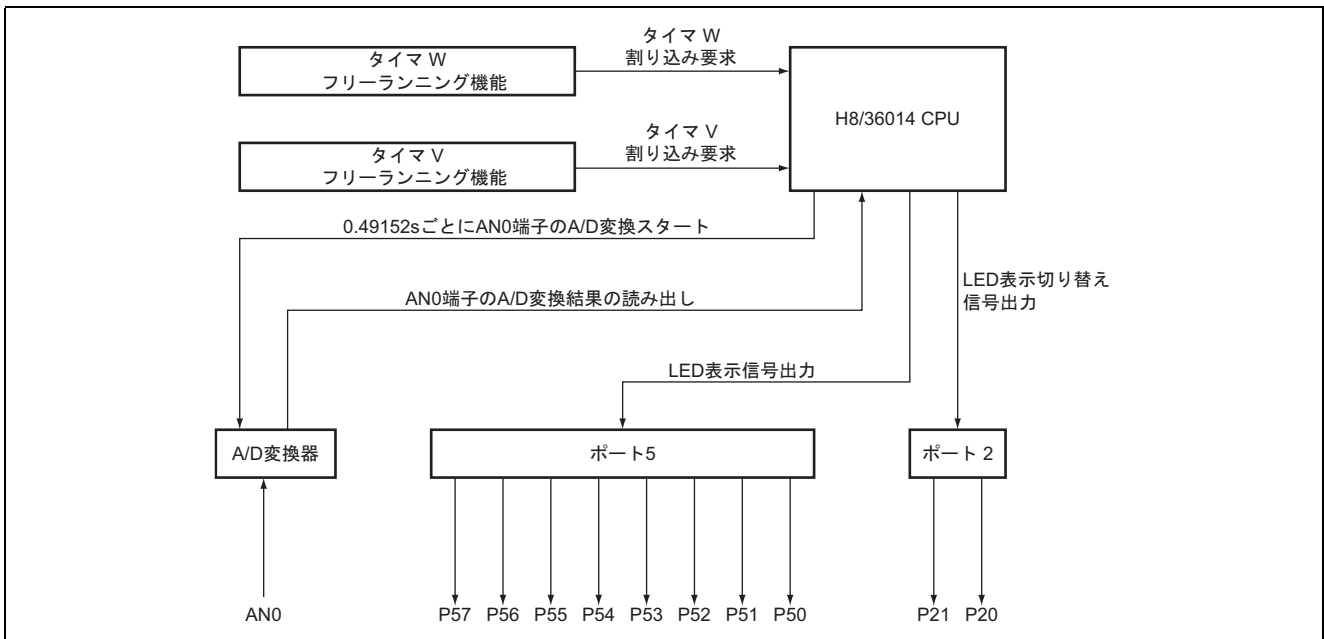 タイマ W
フリーランニング機能
タイマ W
割り込み要求
H8/36014 CPU
タイマ V
フリーランニング機能
タイマ V
割り込み要求
0.49152sごとにAN0端子のA/D変換スタート
LED表示切り替え
信号出力
AN0端子のA/D変換結果の読み出し
LED表示信号出力
A/D変換器
ポート5
ポート 2
AN0
P57 P56 P55 P54 P53 P52 P51 P50
P21 P20